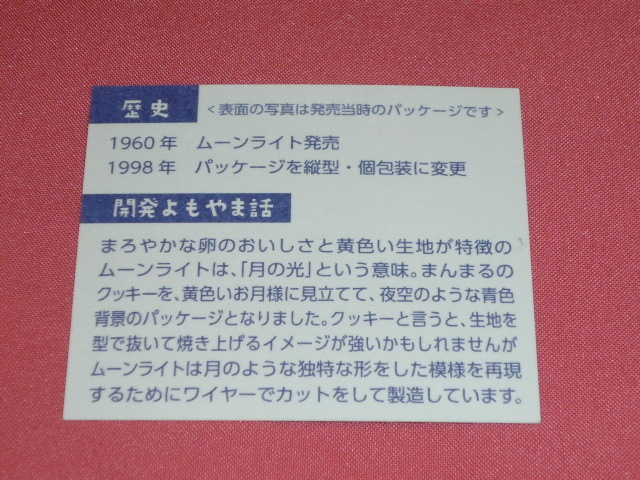 歴史 <表面の写真は発売当時のパッケージです>
1960年 ムーンライト発売
1998年 パッケージを縦型・個包装に変更
開発よもやま話
まろやかな卵のおいしさと黄色い生地が特徴の
ムーンライトは、「月の光」という意味。まんまるの
クッキーを、黄色いお月様に見立てて、夜空のような青色
背景のパッケージとなりました。クッキーと言うと、生地を
型で抜いて焼き上げるイメージが強いかもしれませんが
ムーンライトは月のような独特な形をした模様を再現
するためにワイヤーでカットをして製造しています。